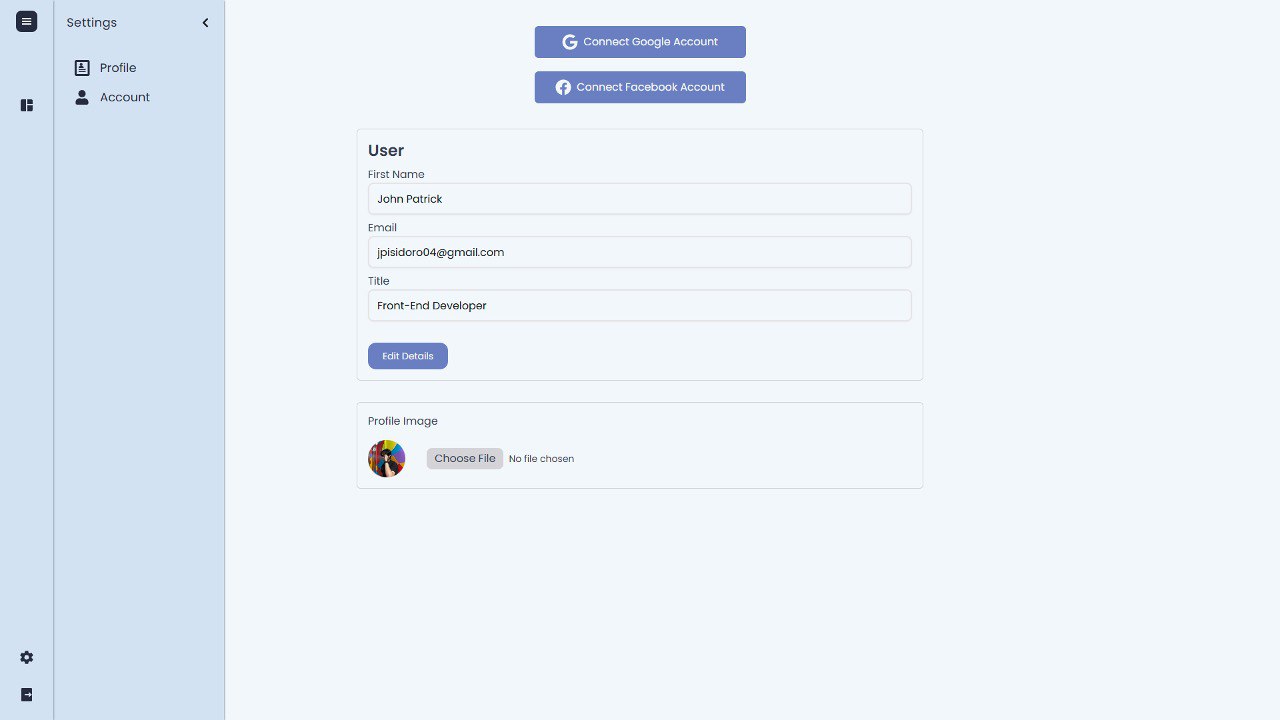 Settings
Profile
Account
Connect Google Account
Connect Facebook Account
User
First Name
John Patrick
Email
jpisidoro04@gmail.com
Title
Front-End Developer
Edit Details
Profile Image
Choose File No file chosen